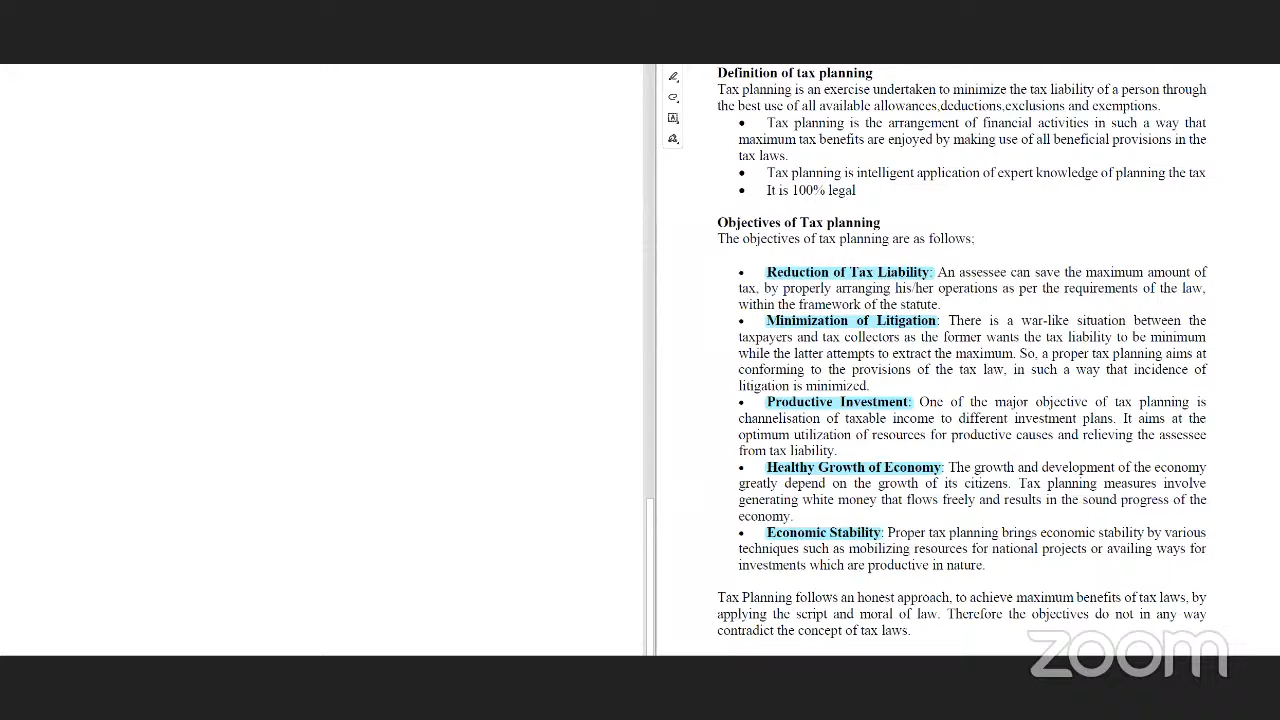 Definition of tax planning
Tax planning is an exercise undertaken to minimize the tax liability of a person through
the best use of all available allowances,deductions,exclusions and exemptions.
• Tax planning is the arrangement of financial activities in such a way that
maximum tax benefits are enjoyed by making use of all beneficial provisions in the
tax laws.
• Tax planning is intelligent application of expert knowledge of planning the tax
• It is 100% legal
Objectives of Tax planning
The objectives of tax planning are as follows;
• Reduction of Tax Liability: An assessee can save the maximum amount of
tax, by properly arranging his/her operations as per the requirements of the law,
within the framework of the statute.
• Minimization of Litigation: There is a war-like situation between the
taxpayers and tax collectors as the former wants the tax liability to be minimum
while the latter attempts to extract the maximum. So, a proper tax planning aims at
conforming to the provisions of the tax law, in such a way that incidence of
litigation is minimized.
• Productive Investment: One of the major objective of tax planning is
channelisation of taxable income to different investment plans. It aims at the
optimum utilization of resources for productive causes and relieving the assessee
from tax liability.
• Healthy Growth of Economy: The growth and development of the economy
greatly depend on the growth of its citizens. Tax planning measures involve
generating white money that flows freely and results in the sound progress of the
economy.
• Economic Stability: Proper tax planning brings economic stability by various
techniques such as mobilizing resources for national projects or availing ways for
investments which are productive in nature.
Tax Planning follows an honest approach, to achieve maximum benefits of tax laws, by
applying the script and moral of law. Therefore the objectives do not in any way
contradict the concept of tax laws.
zoom